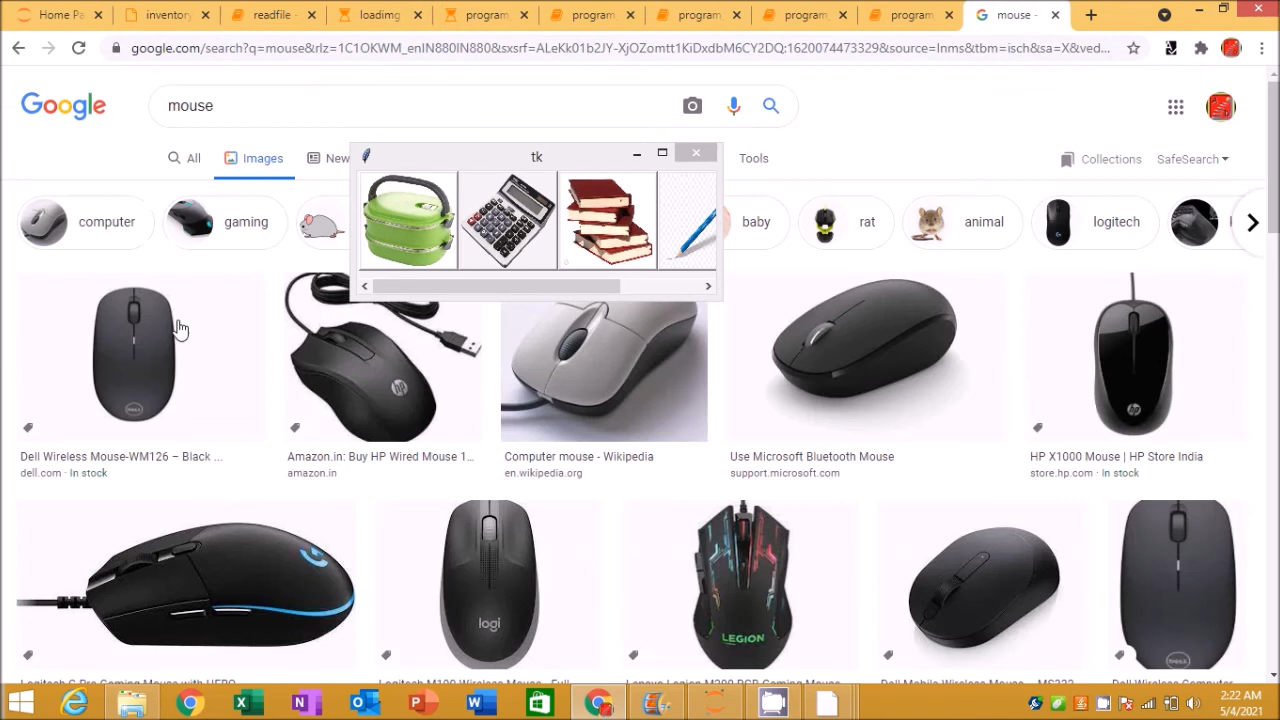 Home Pa
inventory
readfile -
loadimg
program
program
program
program
program
mouse -
google.com/search?q=mouse&rlz=1C1OKWM_enIN880IN880&sxsrf=ALeKk01b2JY-XjOZomtt1KiDxdbM6CY2DQ:1620074473329&source=lnms&tbm=isch&sa=X&ved...
Google
mouse
All
Images
New
Tools
Collections
SafeSearch
tk
computer
gaming
baby
rat
animal
logitech
Dell Wireless Mouse-WM126 – Black ...
dell.com · In stock
Amazon.in: Buy HP Wired Mouse 1...
amazon.in
Computer mouse - Wikipedia
en.wikipedia.org
Use Microsoft Bluetooth Mouse
support.microsoft.com
HP X1000 Mouse | HP Store India
store.hp.com · In stock
logi
LEGION
DELL
2:22 AM
5/4/2021